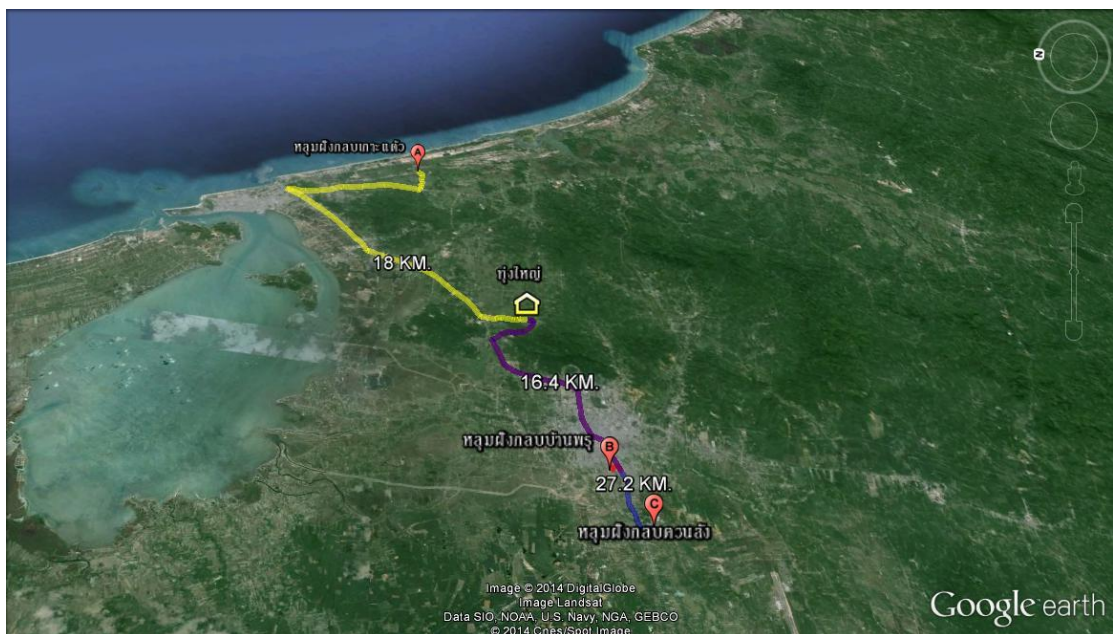 หลุมฝังกลบเกาะแต้ว
A
N
18 KM.
ทุ่งใหญ่
16.4 KM.
หลุมฝังกลบบ้านพรุ
B
27.2 KM.
C
หลุมฝังกลบควนลัง
Image © 2014 DigitalGlobe
Image Landsat
Data SIO, NOAA, U.S. Navy, NGA, GEBCO
© 2014 Cnes/Spot Image
Google earth